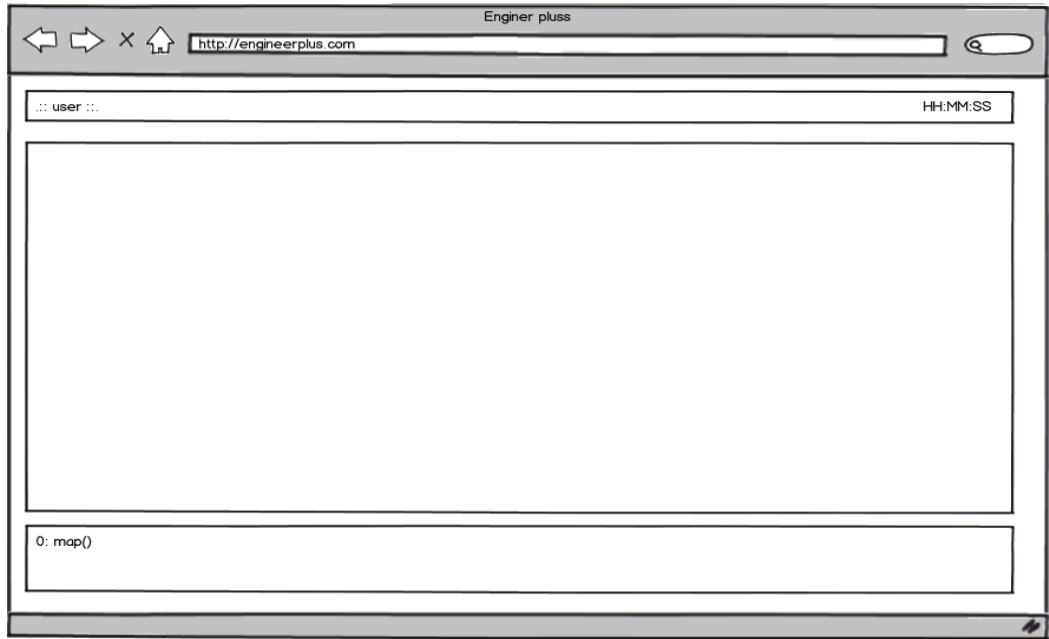 Enginer pluss
http://engineerplus.com
.:: user ::. HH:MM:SS
0: map()